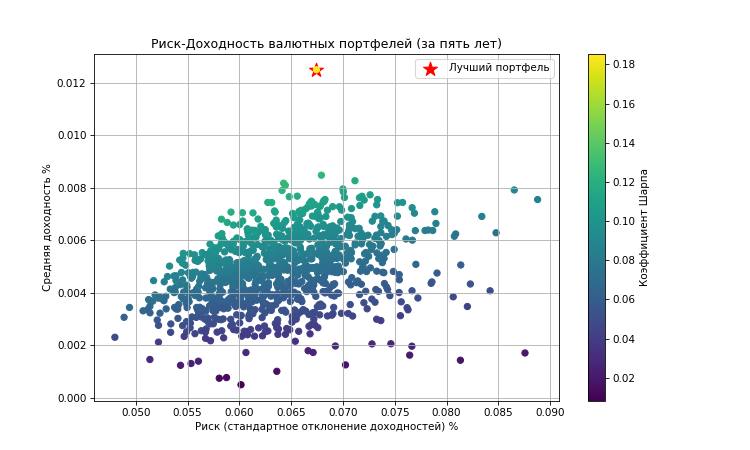 Риск-Доходность валютных портфелей (за пять лет)
Лучший портфель
Средняя доходность %
0.012
0.010
0.008
0.006
0.004
0.002
0.000
0.050 0.055 0.060 0.065 0.070 0.075 0.080 0.085 0.090
Риск (стандартное отклонение доходностей) %
0.18
0.16
0.14
0.12
0.10
0.08
0.06
0.04
0.02
Коэффициент Шарпа